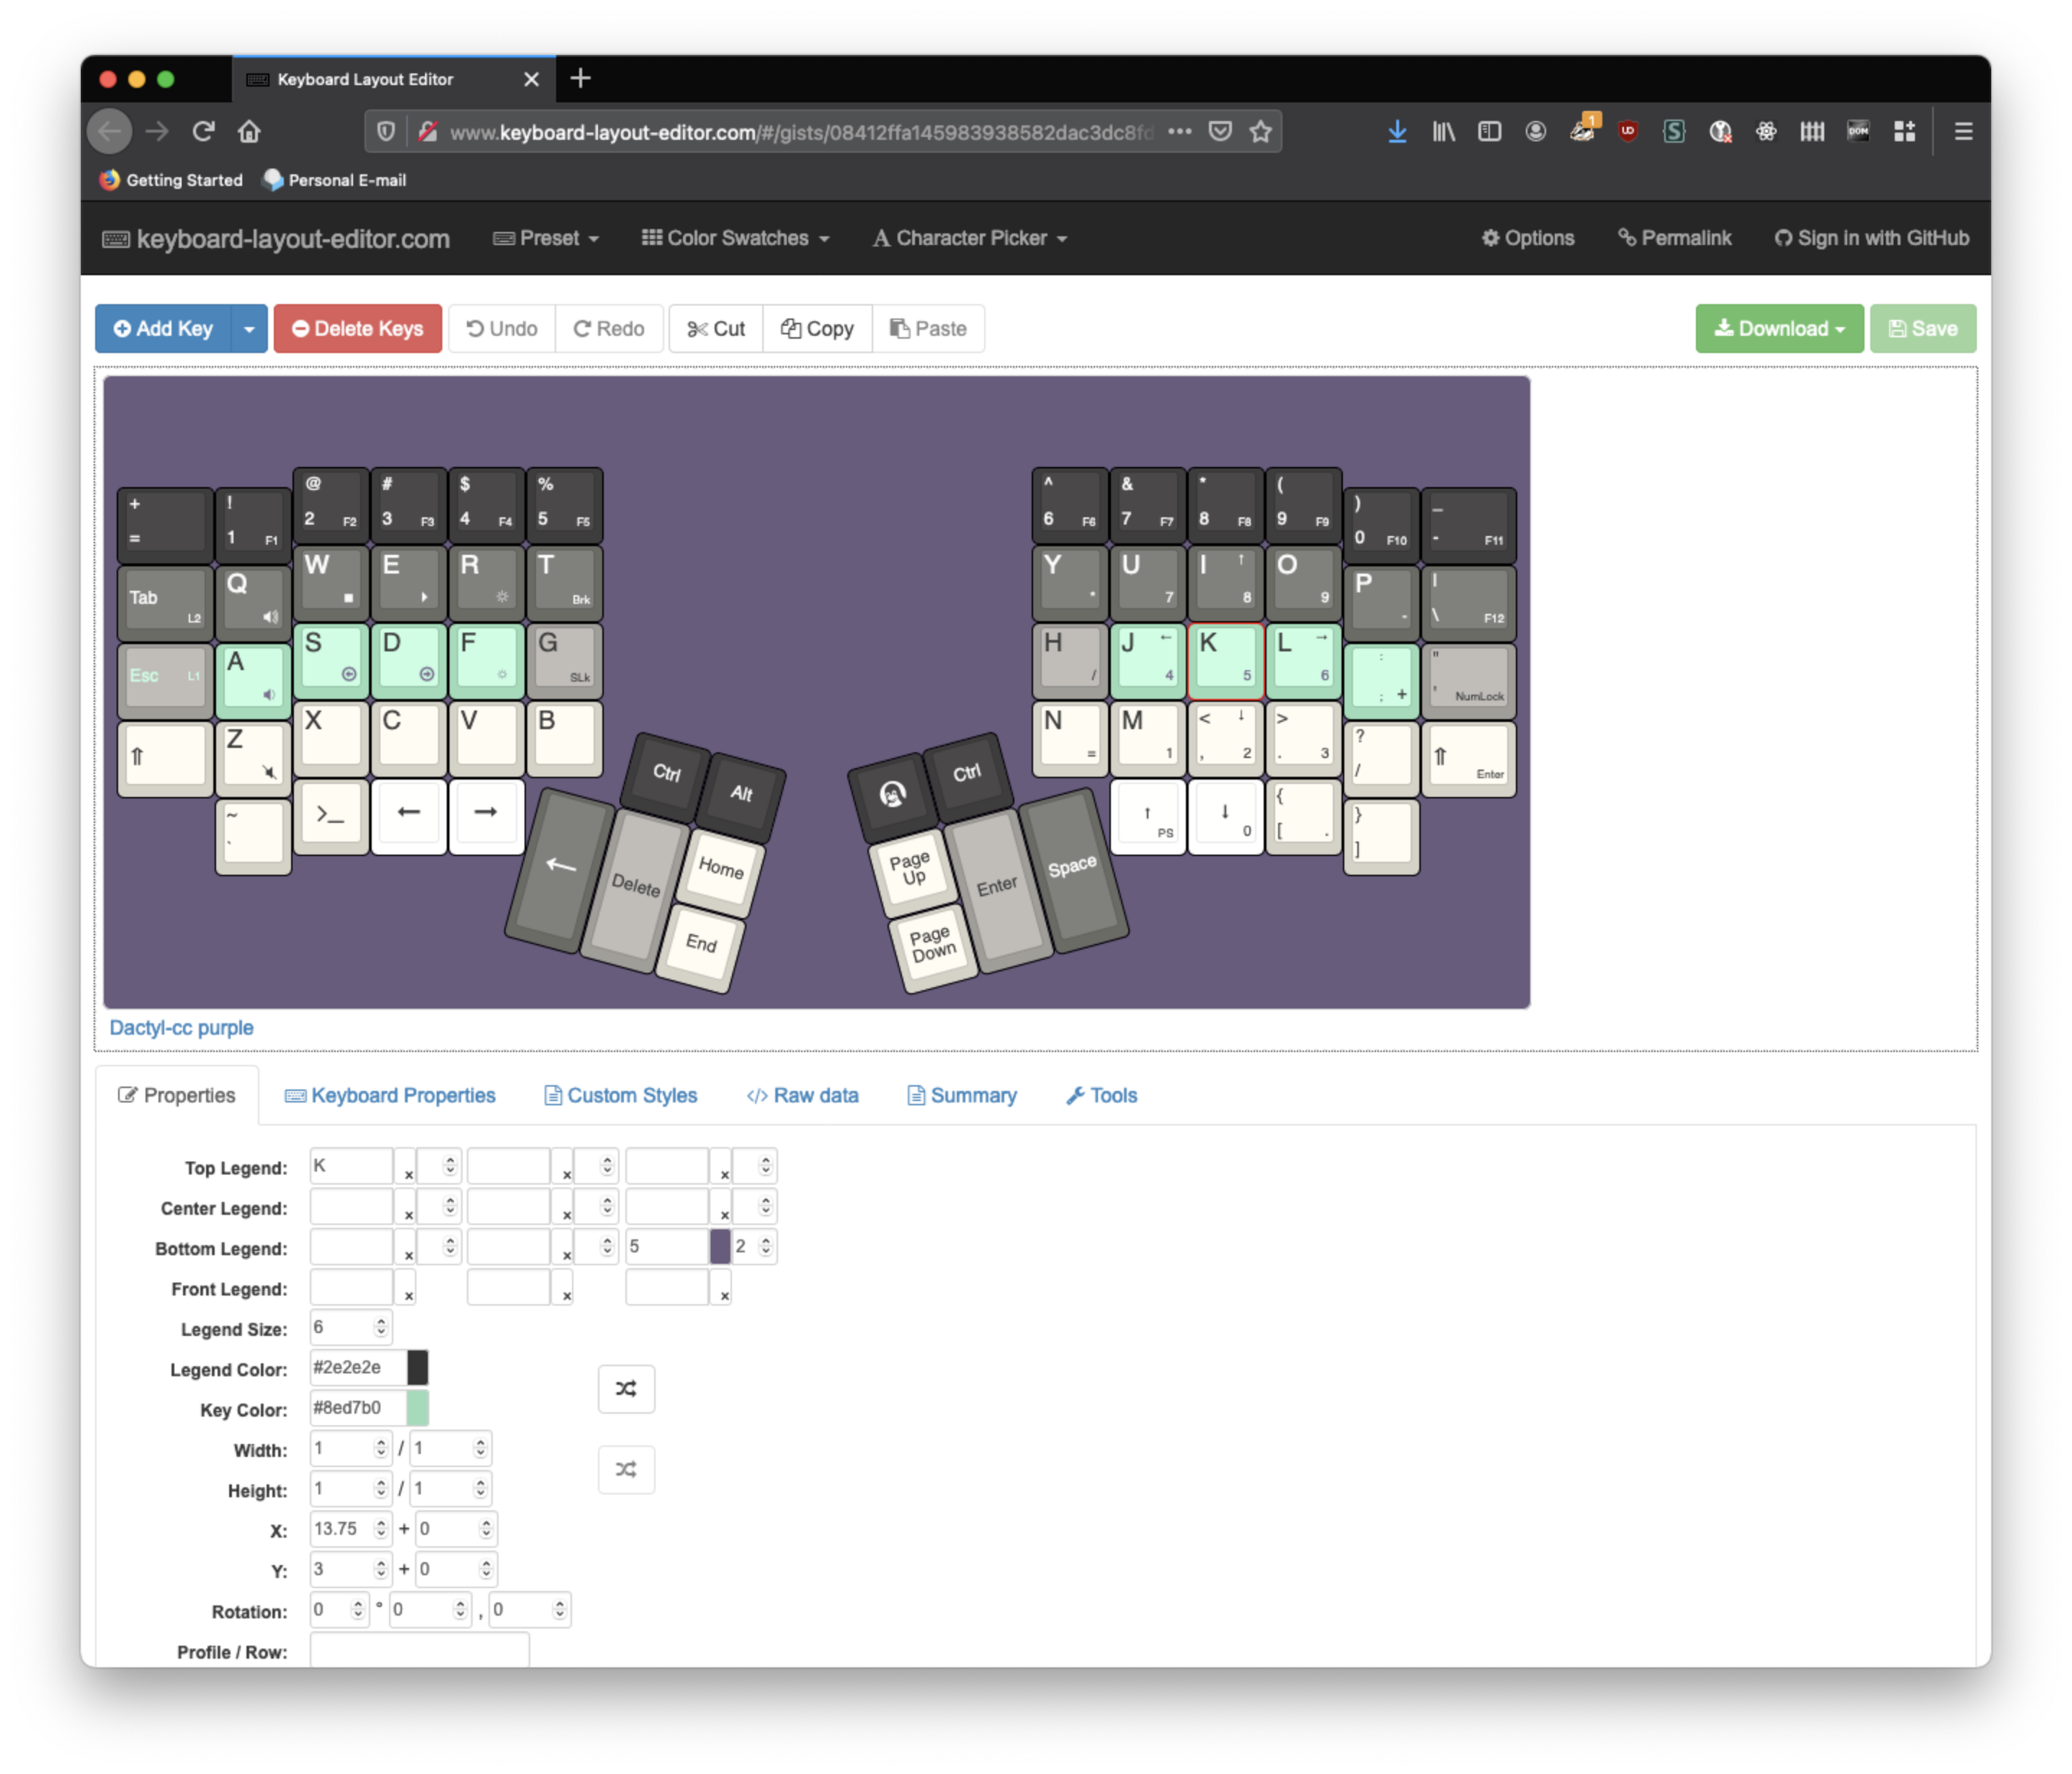 Keyboard Layout Editor
www.keyboard-layout-editor.com/#/gists/08412ffa145983938582dac3dc8fd
1
Getting Started Personal E-mail
keyboard-layout-editor.com Preset Color Swatches A Character Picker Options Permalink Sign in with GitHub
Add Key Delete Keys Undo Redo Cut Copy Paste Download Save
@ # $ % ^ & * (
2 F2 3 F3 4 F4 5 F5 6 F6 7 F7 8 F8 9 F9
+ ! ) _
= 1 F1 0 F10 - F11
W E R T Y U I ↑ O
■ Brk * 7 8 9
Tab Q P |
L2 - \ F12
S D F G H J ← K L →
SLk / 4 5 6
Esc L1 A : "
; + ' NumLock
X C V B N M < ↓ >
= 1 , 2 . 3
⇑ Z ? ⇑
/ Enter
Ctrl Alt Ctrl
~ >_ ← → ↑ ↓ { }
` PS 0 [ . ]
← Delete Home Page Up Enter Space
End Page Down
Dactyl-cc purple
Properties Keyboard Properties Custom Styles </> Raw data Summary Tools
Top Legend: K x x x
Center Legend: x x x
Bottom Legend: x x 5 2
Front Legend: x x x
Legend Size: 6
Legend Color: #2e2e2e
Key Color: #8ed7b0
Width: 1 / 1
Height: 1 / 1
X: 13.75 + 0
Y: 3 + 0
Rotation: 0 ° 0 , 0
Profile / Row: